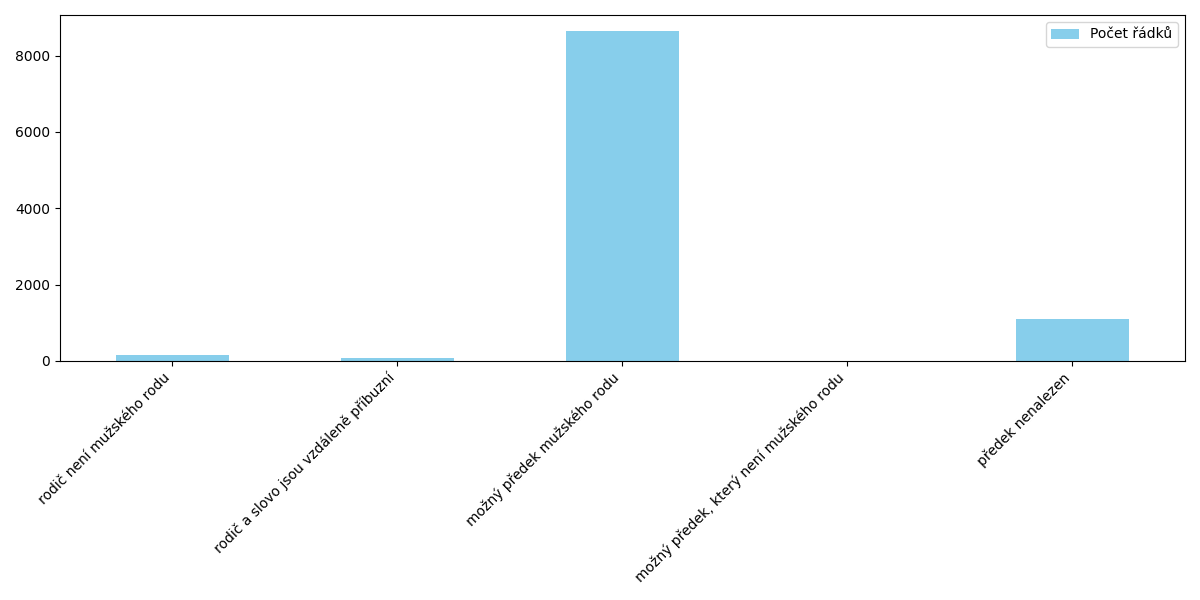 Počet řádků
8000
6000
4000
2000
0
rodič není mužského rodu
rodič a slovo jsou vzdáleně příbuzní
možný předek mužského rodu
možný předek, který není mužského rodu
předek nenalezen